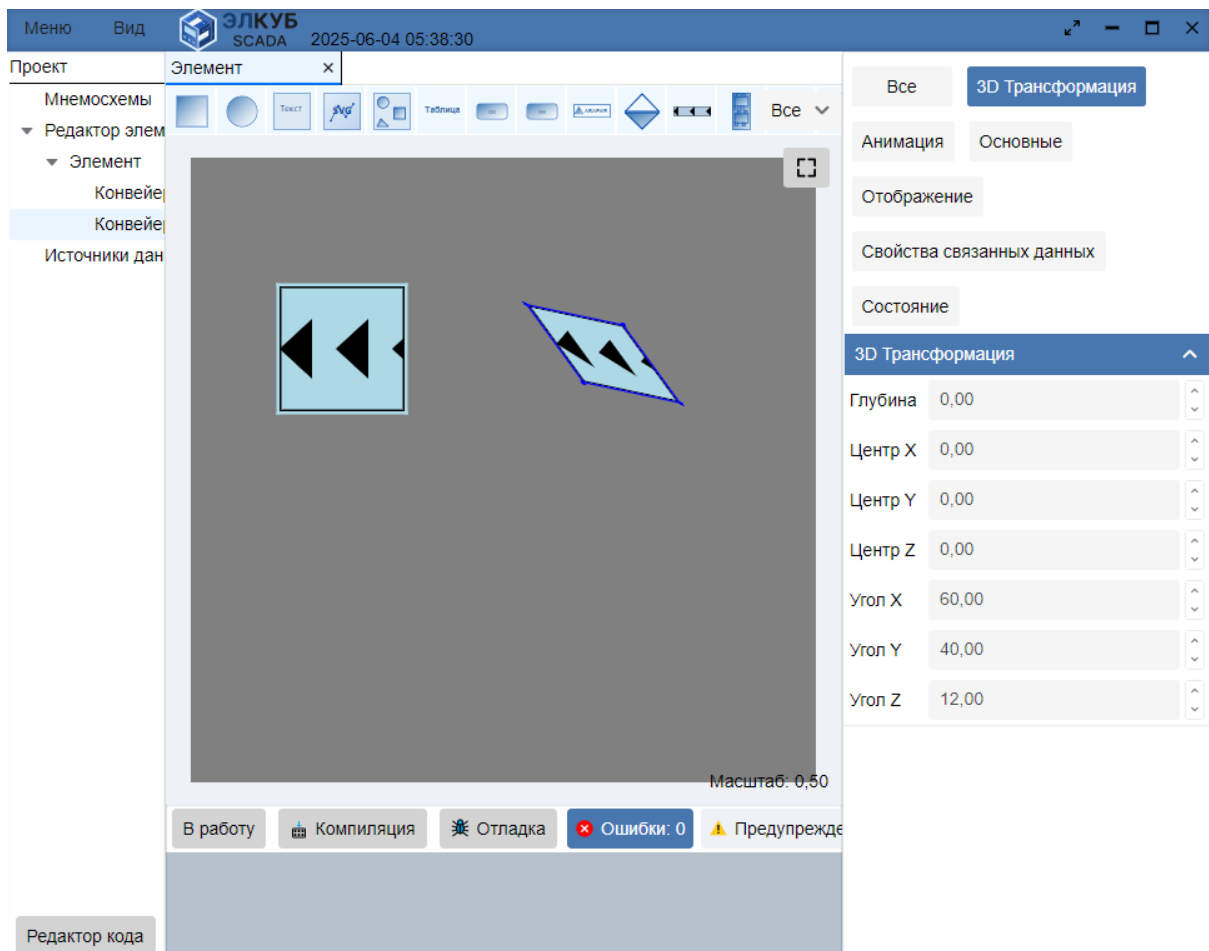 Меню Вид ЭЛКУБ
SCADA 2025-06-04 05:38:30
Проект
Мнемосхемы
Редактор элем
Элемент
Конвейе
Конвейе
Источники дан
Редактор кода
Элемент ×
Текст svg Таблица Все
Масштаб: 0,50
В работу Компиляция Отладка Ошибки: 0 Предупрежде
Все 3D Трансформация
Анимация Основные
Отображение
Свойства связанных данных
Состояние
3D Трансформация
Глубина 0,00
Центр X 0,00
Центр Y 0,00
Центр Z 0,00
Угол X 60,00
Угол Y 40,00
Угол Z 12,00